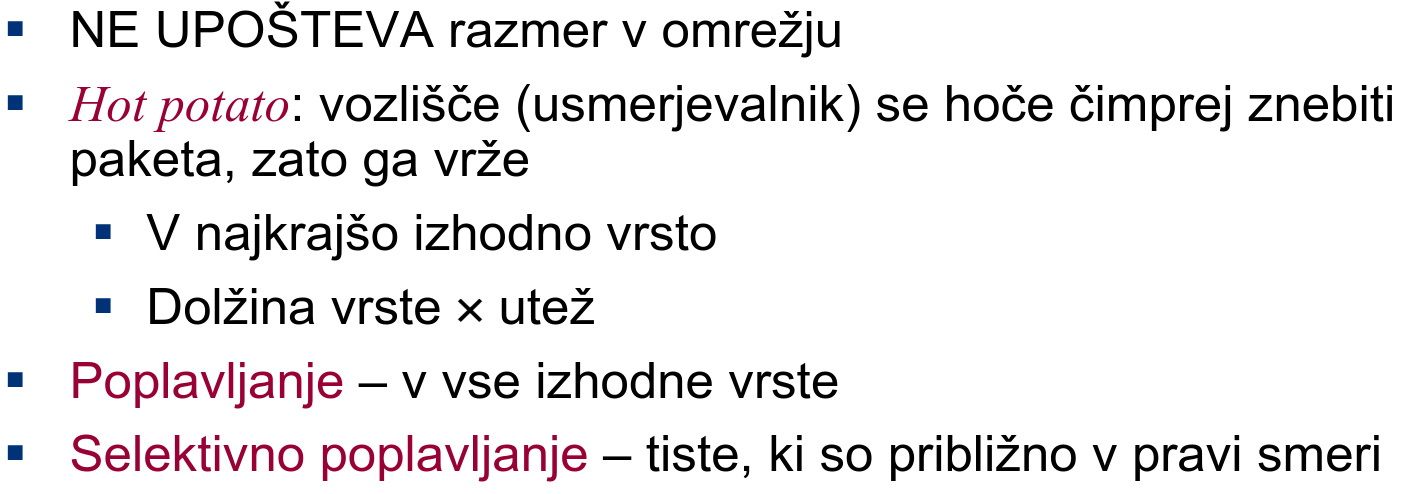 ▪ NE UPOŠTEVA razmer v omrežju
▪ Hot potato: vozlišče (usmerjevalnik) se hoče čimprej znebiti
paketa, zato ga vrže
▪ V najkrajšo izhodno vrsto
▪ Dolžina vrste × utež
▪ Poplavljanje – v vse izhodne vrste
▪ Selektivno poplavljanje – tiste, ki so približno v pravi smeri